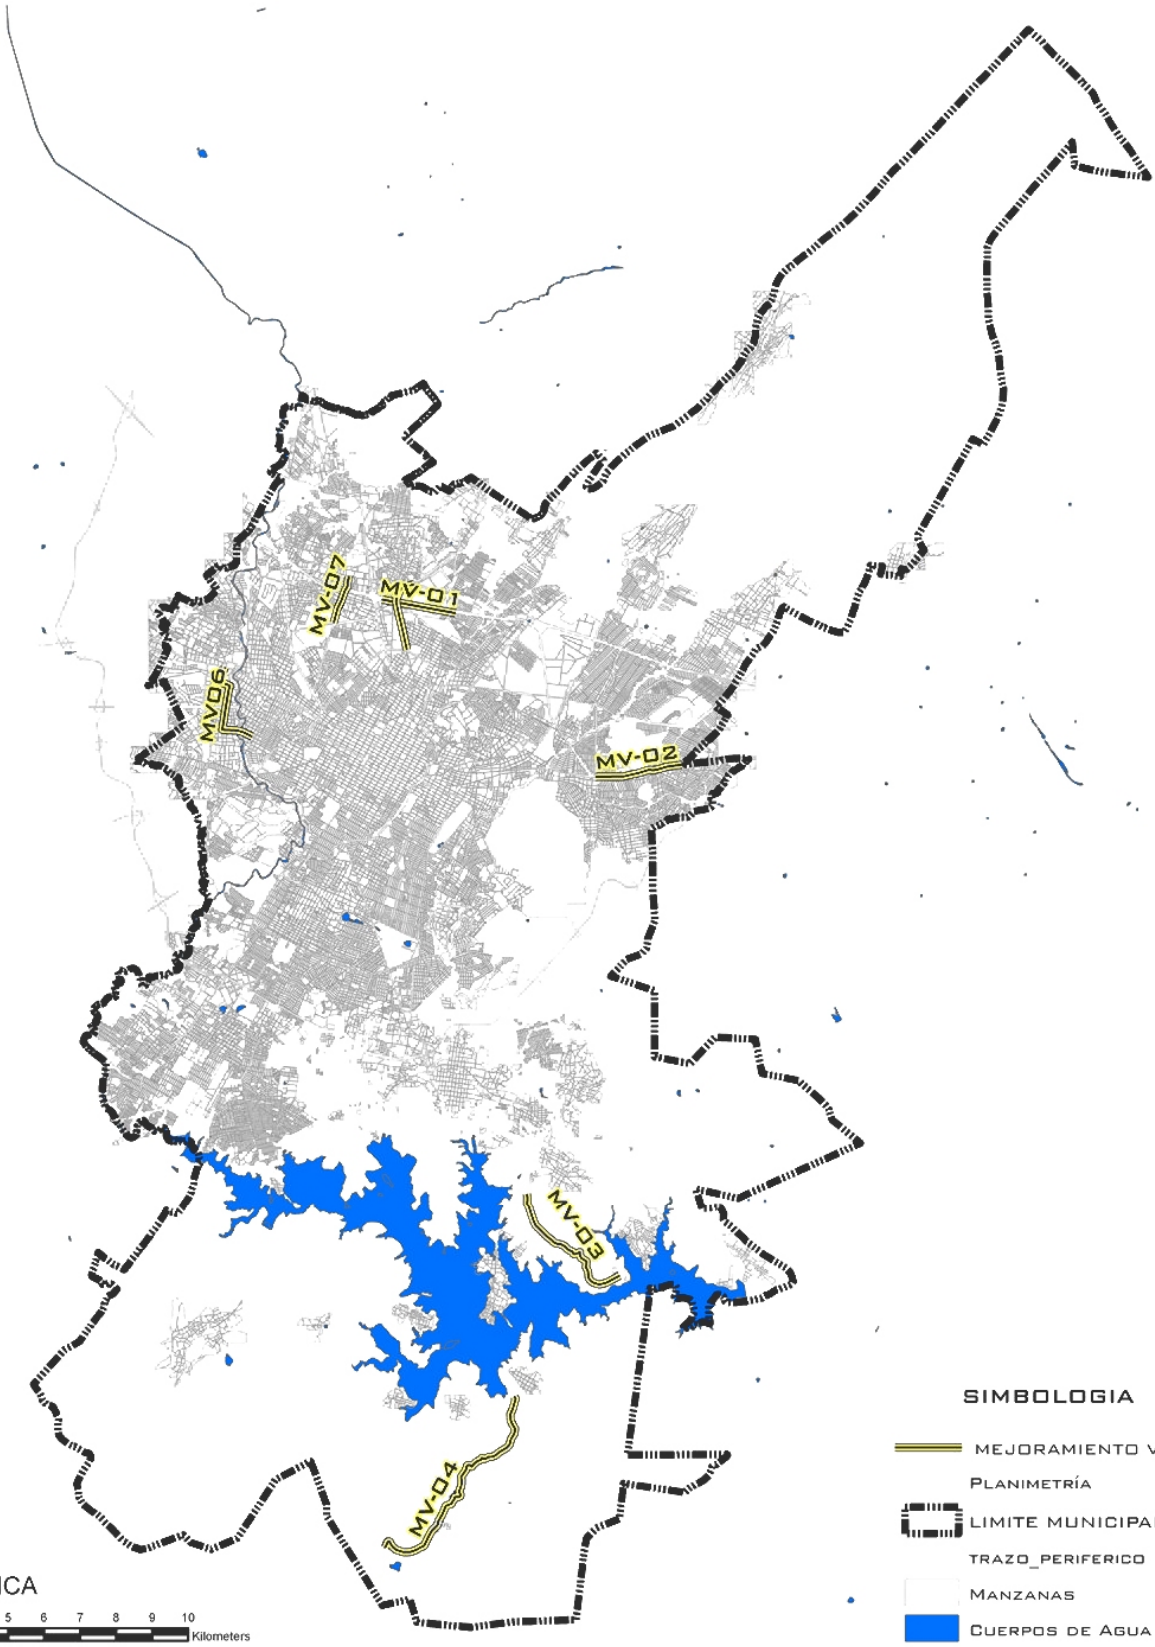 MV-07
MV-01
MV06
MV-02
MV-03
MV-04
SIMBOLOGIA
MEJORAMIENTO V
PLANIMETRÍA
LIMITE MUNICIPA
TRAZO_PERIFERICO
MANZANAS
CUERPOS DE AGUA
ICA
5 6 7 8 9 10
Kilometers